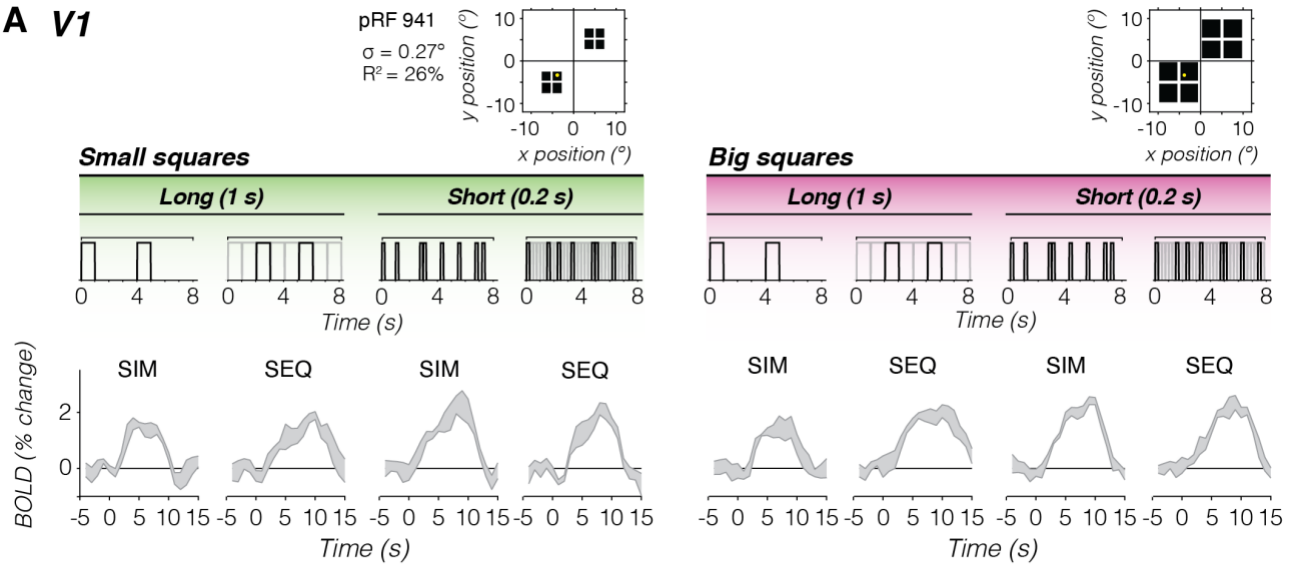 A V1
pRF 941
σ = 0.27°
R² = 26%
y position (°)
10
0
-10
-10 0 10
x position (°)
y position (°)
10
0
-10
-10 0 10
x position (°)
Small squares
Long (1 s) Short (0.2 s)
0 4 8 0 4 8 0 4 8 0 4 8
Time (s)
Big squares
Long (1 s) Short (0.2 s)
0 4 8 0 4 8 0 4 8 0 4 8
Time (s)
BOLD (% change)
2
0
SIM SEQ SIM SEQ
-5 0 5 10 15 -5 0 5 10 15 -5 0 5 10 15 -5 0 5 10 15
Time (s)
SIM SEQ SIM SEQ
-5 0 5 10 15 -5 0 5 10 15 -5 0 5 10 15 -5 0 5 10 15
Time (s)